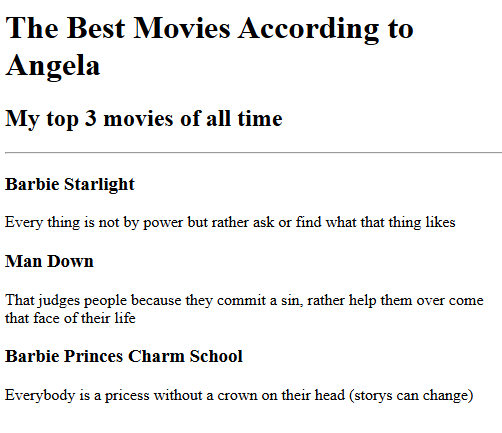 The Best Movies According to
Angela
My top 3 movies of all time
Barbie Starlight
Every thing is not by power but rather ask or find what that thing likes
Man Down
That judges people because they commit a sin, rather help them over come
that face of their life
Barbie Princes Charm School
Everybody is a pricess without a crown on their head (storys can change)